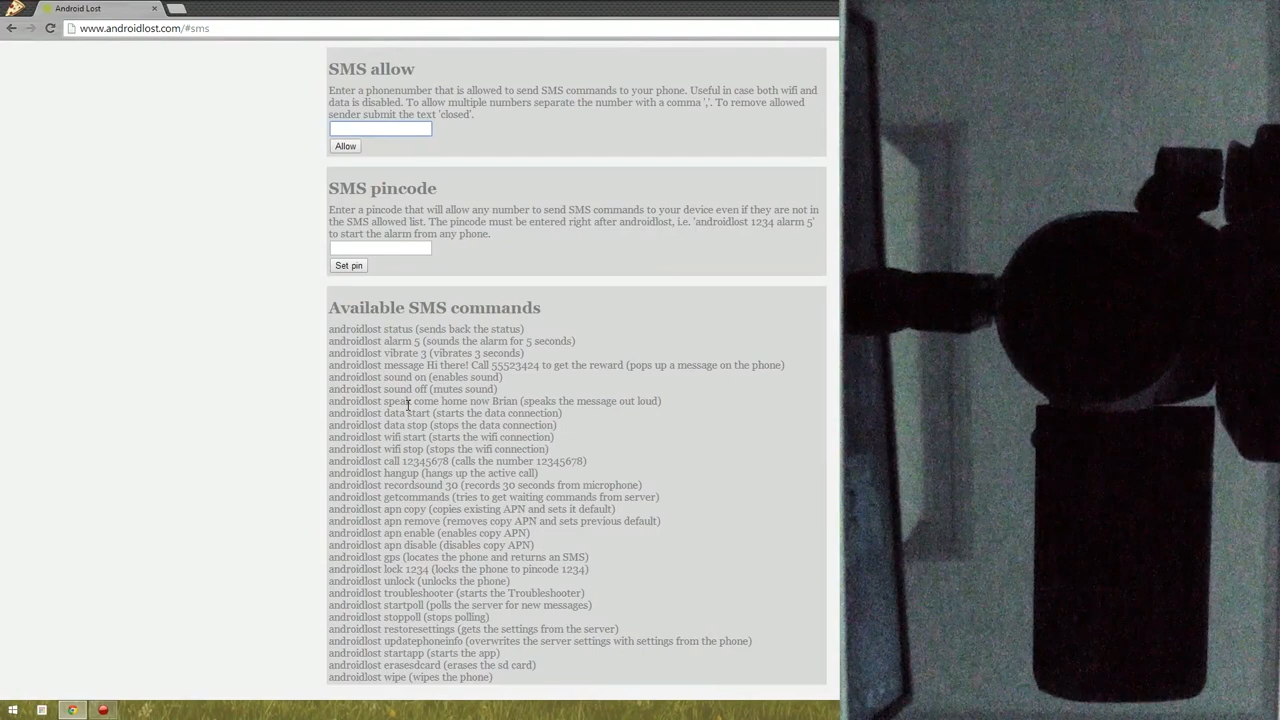 Android Lost
www.androidlost.com/#sms
SMS allow
Enter a phonenumber that is allowed to send SMS commands to your phone. Useful in case both wifi and
data is disabled. To allow multiple numbers separate the number with a comma ','. To remove allowed
sender submit the text 'closed'.
Allow
SMS pincode
Enter a pincode that will allow any number to send SMS commands to your device even if they are not in
the SMS allowed list. The pincode must be entered right after androidlost, i.e. 'androidlost 1234 alarm 5'
to start the alarm from any phone.
Set pin
Available SMS commands
androidlost status (sends back the status)
androidlost alarm 5 (sounds the alarm for 5 seconds)
androidlost vibrate 3 (vibrates 3 seconds)
androidlost message Hi there! Call 55523424 to get the reward (pops up a message on the phone)
androidlost sound on (enables sound)
androidlost sound off (mutes sound)
androidlost speak come home now Brian (speaks the message out loud)
androidlost data start (starts the data connection)
androidlost data stop (stops the data connection)
androidlost wifi start (starts the wifi connection)
androidlost wifi stop (stops the wifi connection)
androidlost call 12345678 (calls the number 12345678)
androidlost hangup (hangs up the active call)
androidlost recordsound 30 (records 30 seconds from microphone)
androidlost getcommands (tries to get waiting commands from server)
androidlost apn copy (copies existing APN and sets it default)
androidlost apn remove (removes copy APN and sets previous default)
androidlost apn enable (enables copy APN)
androidlost apn disable (disables copy APN)
androidlost gps (locates the phone and returns an SMS)
androidlost lock 1234 (locks the phone to pincode 1234)
androidlost unlock (unlocks the phone)
androidlost troubleshooter (starts the Troubleshooter)
androidlost startpoll (polls the server for new messages)
androidlost stoppoll (stops polling)
androidlost restoresettings (gets the settings from the server)
androidlost updatephoneinfo (overwrites the server settings with settings from the phone)
androidlost startapp (starts the app)
androidlost erasesdcard (erases the sd card)
androidlost wipe (wipes the phone)